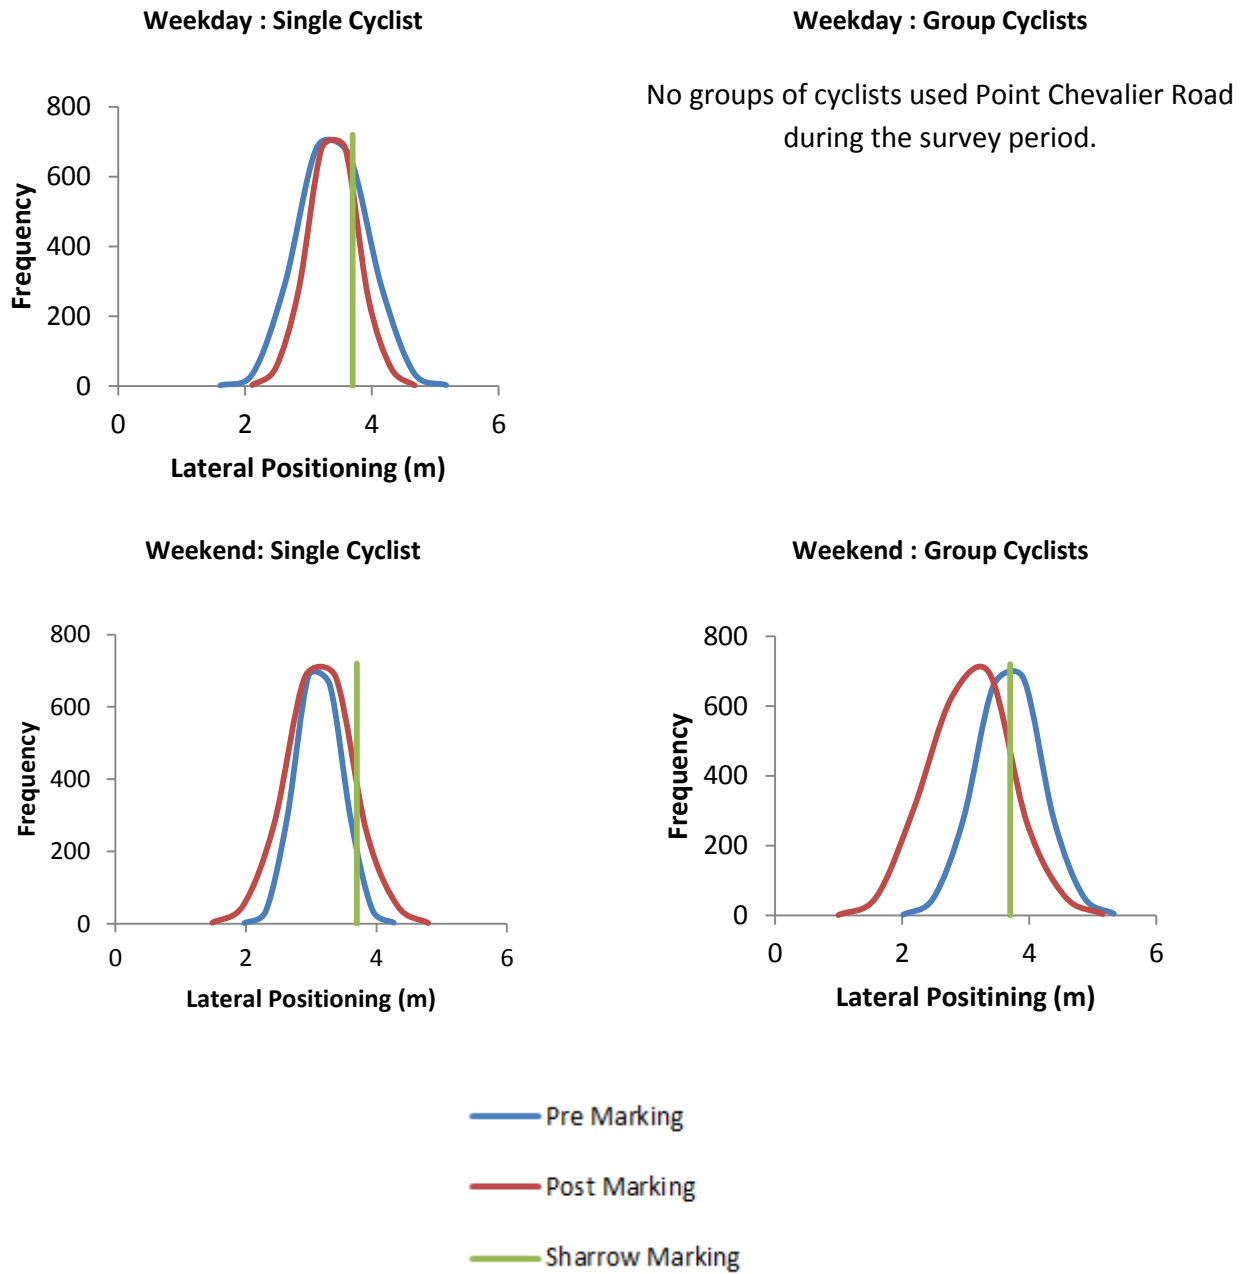 Weekday : Single Cyclist
Weekday : Group Cyclists
No groups of cyclists used Point Chevalier Road
during the survey period.
800
600
400
200
0
Frequency
0 2 4 6
Lateral Positioning (m)
Weekend: Single Cyclist
800
600
400
200
0
Frequency
0 2 4 6
Lateral Positioning (m)
Weekend : Group Cyclists
800
600
400
200
0
Frequency
0 2 4 6
Lateral Positining (m)
Pre Marking
Post Marking
Sharrow Marking